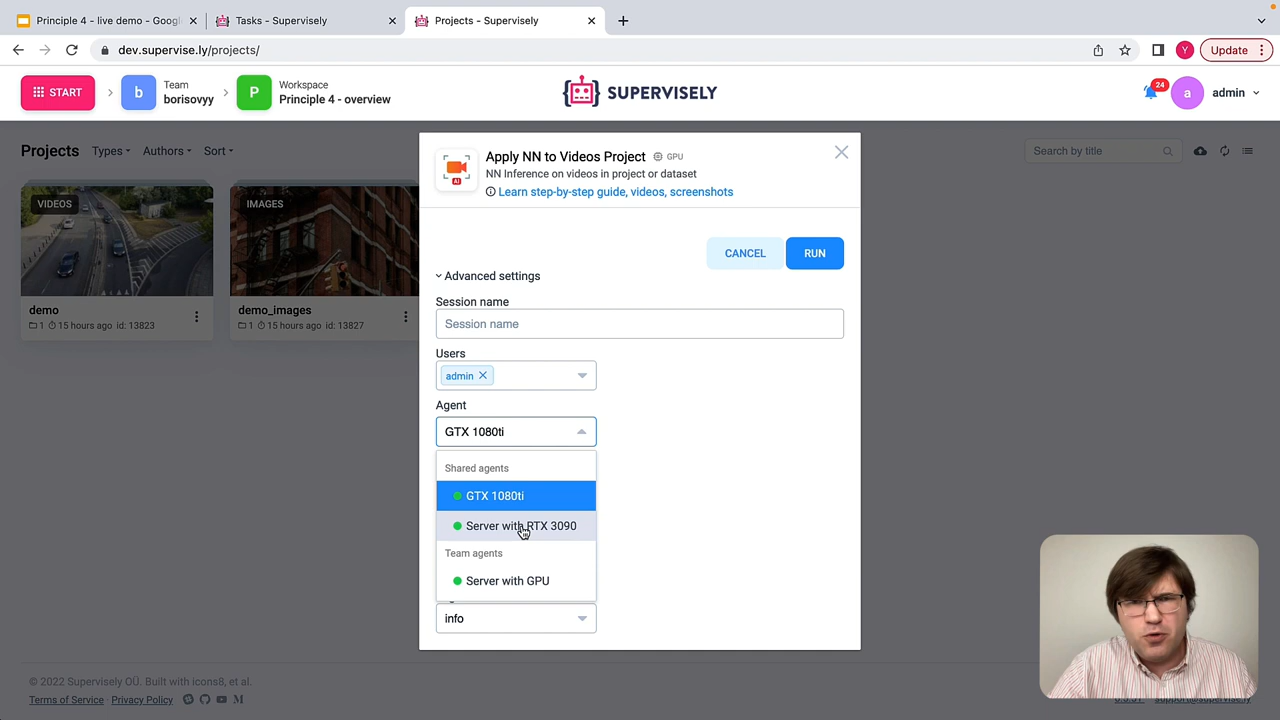 Principle 4 - live demo - Googl
Tasks - Supervisely
Projects - Supervisely
dev.supervise.ly/projects/
Y
Update
START
b
Team
borisovyy
P
Workspace
Principle 4 - overview
SUPERVISELY
24
a
admin
Projects
Types
Authors
Sort
Search by title
VIDEOS
demo
1 15 hours ago id: 13823
IMAGES
demo_images
1 15 hours ago id: 13827
AI
Apply NN to Videos Project
GPU
NN Inference on videos in project or dataset
Learn step-by-step guide, videos, screenshots
CANCEL
RUN
Advanced settings
Session name
Session name
Users
admin
Agent
GTX 1080ti
Shared agents
GTX 1080ti
Server with RTX 3090
Team agents
Server with GPU
info
© 2022 Supervisely OÜ. Built with icons8, et al.
Terms of Service · Privacy Policy